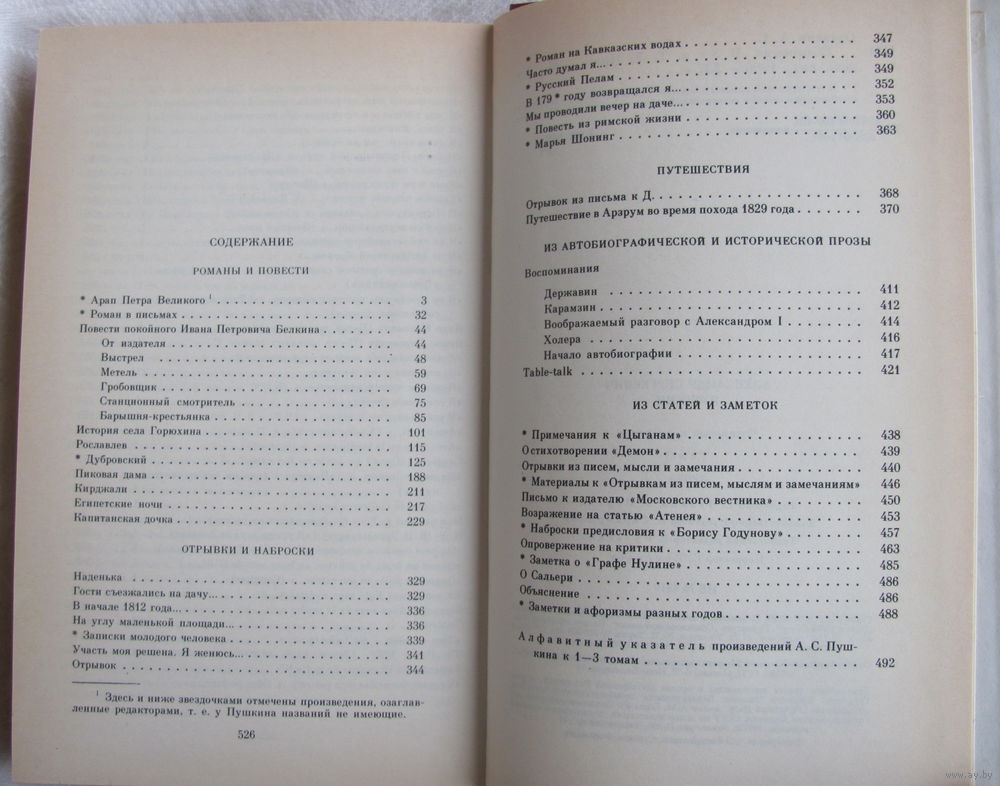 СОДЕРЖАНИЕ
РОМАНЫ И ПОВЕСТИ
* Арап Петра Великого ¹ . . . . . . . . . . . . . . . . 3
* Роман в письмах . . . . . . . . . . . . . . . . 32
Повести покойного Ивана Петровича Белкина . . . . . . 44
От издателя . . . . . . . . . . . . . . . . 44
Выстрел . . . . . . . . . . . . . . . . 48
Метель . . . . . . . . . . . . . . . . 59
Гробовщик . . . . . . . . . . . . . . . . 69
Станционный смотритель . . . . . . . . . . . . 75
Барышня-крестьянка . . . . . . . . . . . . . . 85
История села Горюхина . . . . . . . . . . . . . . 101
Рославлев . . . . . . . . . . . . . . . . 115
* Дубровский . . . . . . . . . . . . . . . . 125
Пиковая дама . . . . . . . . . . . . . . . . 188
Кирджали . . . . . . . . . . . . . . . . 211
Египетские ночи . . . . . . . . . . . . . . . . 217
Капитанская дочка . . . . . . . . . . . . . . . . 229
ОТРЫВКИ И НАБРОСКИ
Наденька . . . . . . . . . . . . . . . . 329
Гости съезжались на дачу... . . . . . . . . . . . . . 329
В начале 1812 года... . . . . . . . . . . . . . . . 336
На углу маленькой площади... . . . . . . . . . . . . 336
* Записки молодого человека . . . . . . . . . . . . 339
Участь моя решена. Я женюсь... . . . . . . . . . . . 341
Отрывок . . . . . . . . . . . . . . . . 344
¹ Здесь и ниже звездочками отмечены произведения, озаглав-
ленные редакторами, т. е. у Пушкина названий не имеющие.
526
* Роман на Кавказских водах . . . . . . . . . . . . 347
Часто думал я... . . . . . . . . . . . . . . . . 349
* Русский Пелам . . . . . . . . . . . . . . . . 349
В 179 * году возвращался я... . . . . . . . . . . . 352
Мы проводили вечер на даче... . . . . . . . . . . . 353
* Повесть из римской жизни . . . . . . . . . . . . 360
* Марья Шонинг . . . . . . . . . . . . . . . . 363
ПУТЕШЕСТВИЯ
Отрывок из письма к Д. . . . . . . . . . . . . . . 368
Путешествие в Арзрум во время похода 1829 года . . . . . . 370
ИЗ АВТОБИОГРАФИЧЕСКОЙ И ИСТОРИЧЕСКОЙ ПРОЗЫ
Воспоминания
Державин . . . . . . . . . . . . . . . . 411
Карамзин . . . . . . . . . . . . . . . . 412
Воображаемый разговор с Александром I . . . . . . . 414
Холера . . . . . . . . . . . . . . . . 416
Начало автобиографии . . . . . . . . . . . . . . 417
Table-talk . . . . . . . . . . . . . . . . 421
ИЗ СТАТЕЙ И ЗАМЕТОК
* Примечания к «Цыганам» . . . . . . . . . . . . . 438
О стихотворении «Демон» . . . . . . . . . . . . . . 439
Отрывки из писем, мысли и замечания . . . . . . . . . 440
* Материалы к «Отрывкам из писем, мыслям и замечаниям» 446
Письмо к издателю «Московского вестника» . . . . . . . 450
Возражение на статью «Атенея» . . . . . . . . . . . . 453
* Наброски предисловия к «Борису Годунову» . . . . . . 457
Опровержение на критики . . . . . . . . . . . . . . 463
* Заметка о «Графе Нулине» . . . . . . . . . . . . . 485
О Сальери . . . . . . . . . . . . . . . . 486
Объяснение . . . . . . . . . . . . . . . . 486
* Заметки и афоризмы разных годов . . . . . . . . . . 488
Алфавитный указатель произведений А. С. Пуш-
кина к 1—3 томам . . . . . . . . . . . . . . . . 492
www.ay.by